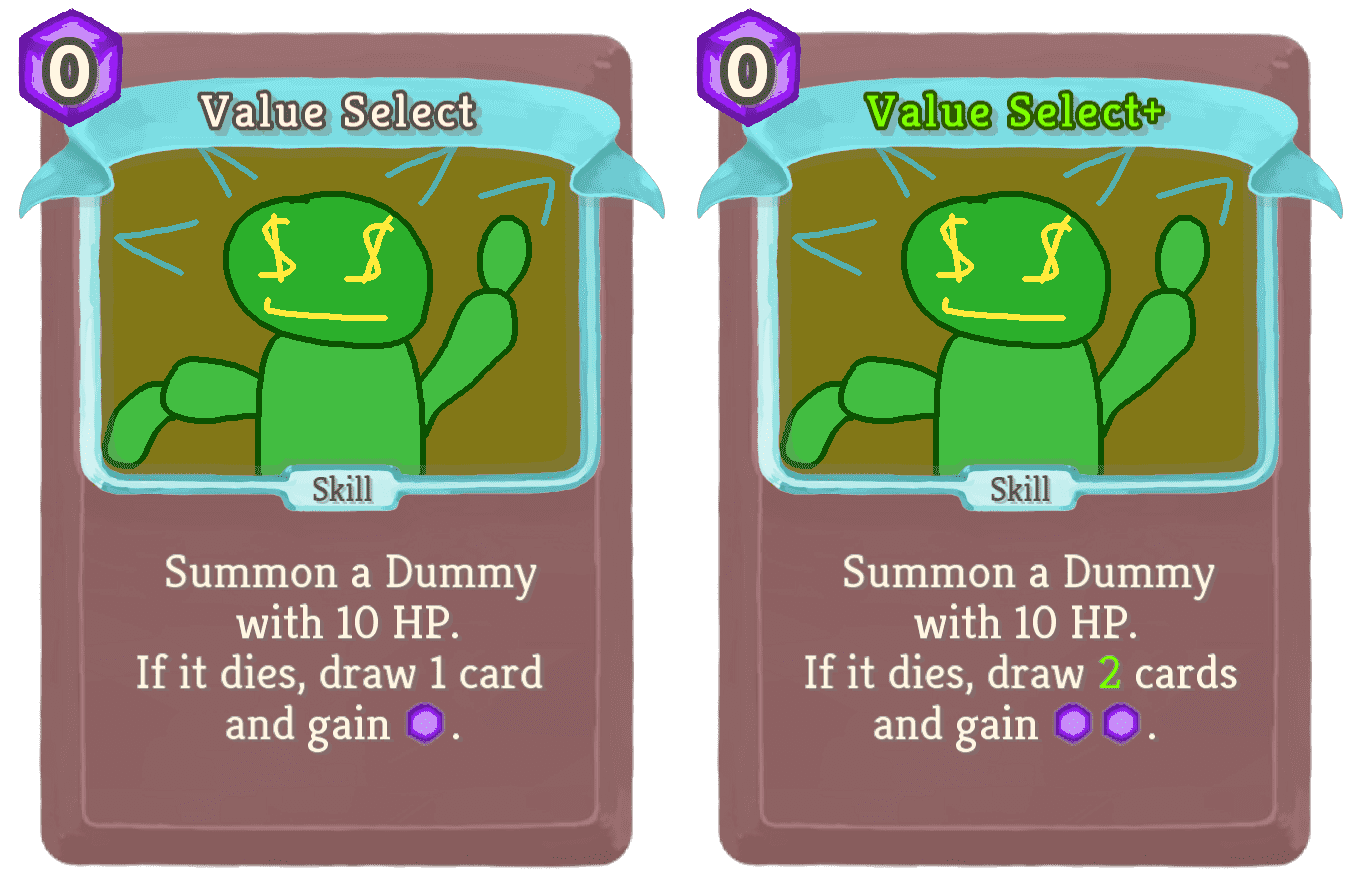 0
Value Select
Skill
Summon a Dummy
with 10 HP.
If it dies, draw 1 card
and gain .
0
Value Select+
Skill
Summon a Dummy
with 10 HP.
If it dies, draw 2 cards
and gain .